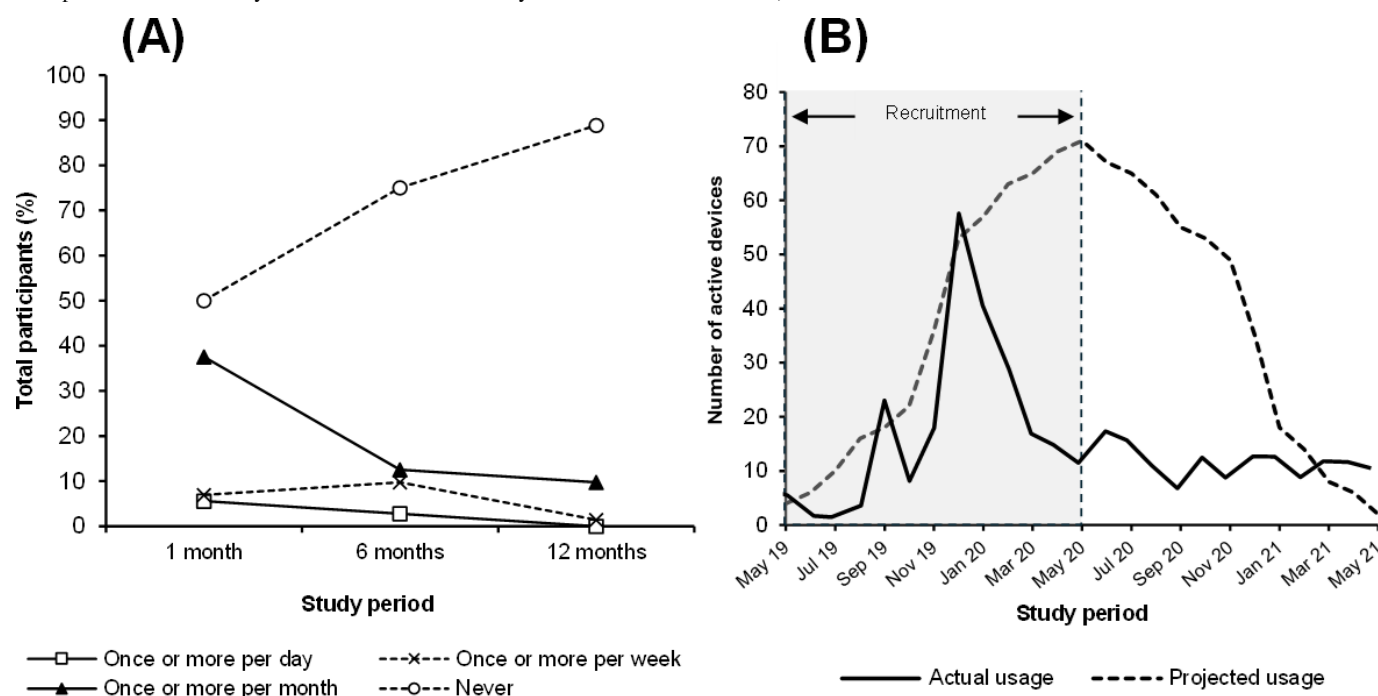 (A)
100
90
80
70
60
50
40
30
20
10
0
Total participants (%)
1 month 6 months 12 months
Study period
Once or more per day Once or more per week
Once or more per month Never
(B)
80
70
60
50
40
30
20
10
0
Number of active devices
Recruitment
May 19 Jul 19 Sep 19 Nov 19 Jan 20 Mar 20 May 20 Jul 20 Sep 20 Nov 20 Jan 21 Mar 21 May 21
Study period
Actual usage Projected usage